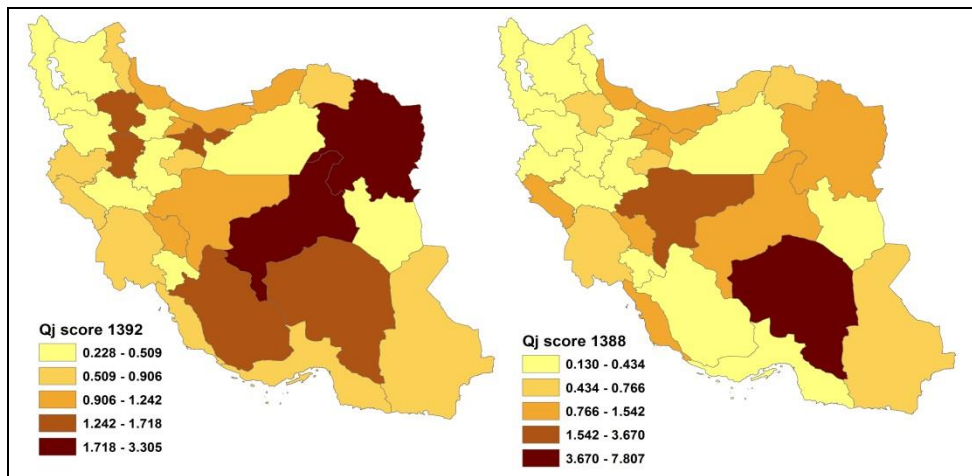 Qj score 1392
0.228 - 0.509
0.509 - 0.906
0.906 - 1.242
1.242 - 1.718
1.718 - 3.305
Qj score 1388
0.130 - 0.434
0.434 - 0.766
0.766 - 1.542
1.542 - 3.670
3.670 - 7.807